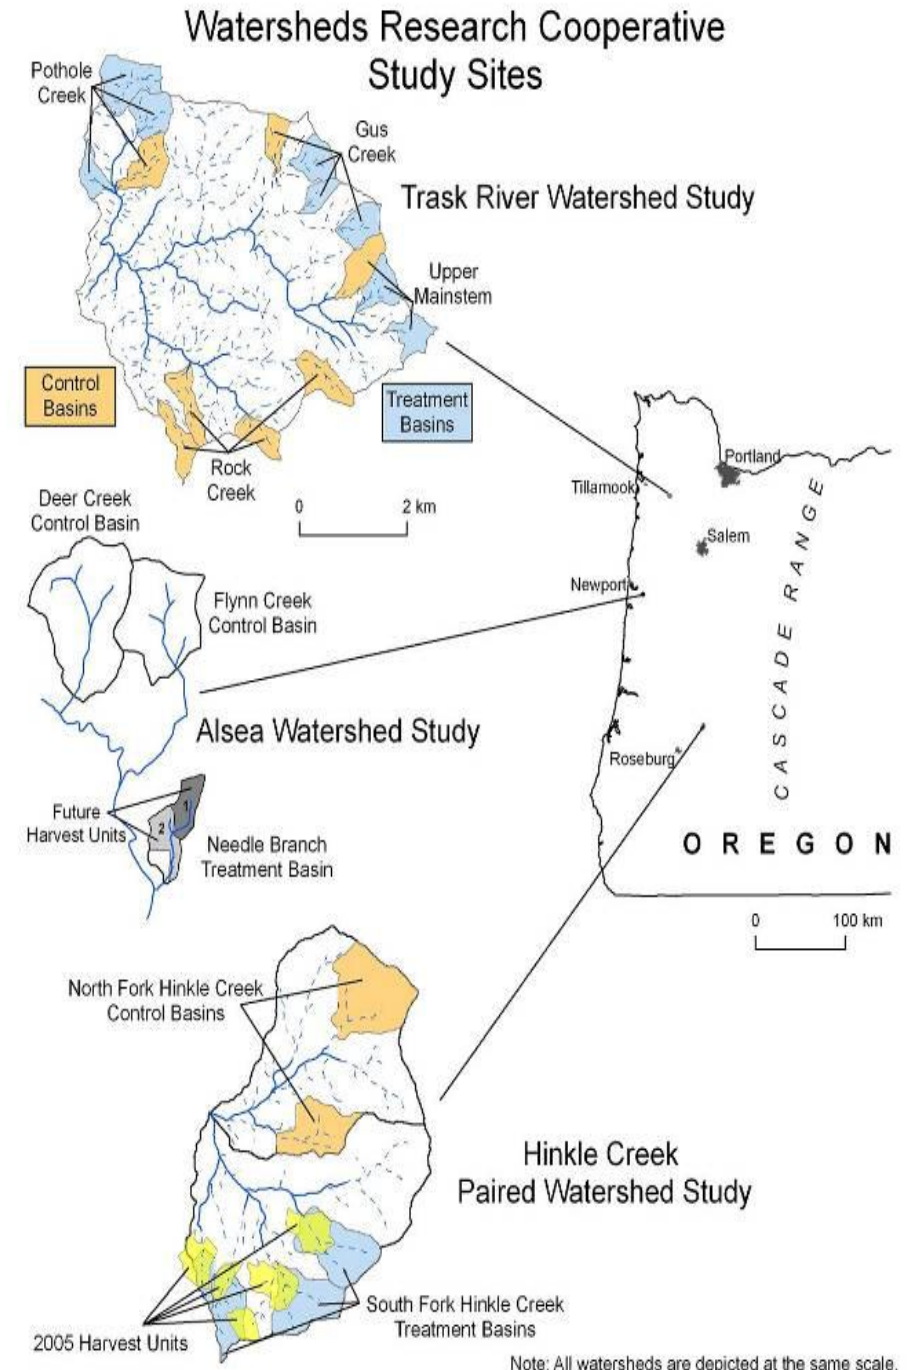 Watersheds Research Cooperative
Study Sites
Pothole
Creek
Gus
Creek
Trask River Watershed Study
Upper
Mainstem
Control
Basins
Treatment
Basins
Rock
Creek
0 2 km
Deer Creek
Control Basin
Flynn Creek
Control Basin
Alsea Watershed Study
Future
Harvest Units
1
2
Needle Branch
Treatment Basin
Portland
Tillamook
Salem
Newport
CASCADE RANGE
Roseburg
OREGON
0 100 km
North Fork Hinkle Creek
Control Basins
Hinkle Creek
Paired Watershed Study
South Fork Hinkle Creek
Treatment Basins
2005 Harvest Units
Note: All watersheds are depicted at the same scale.